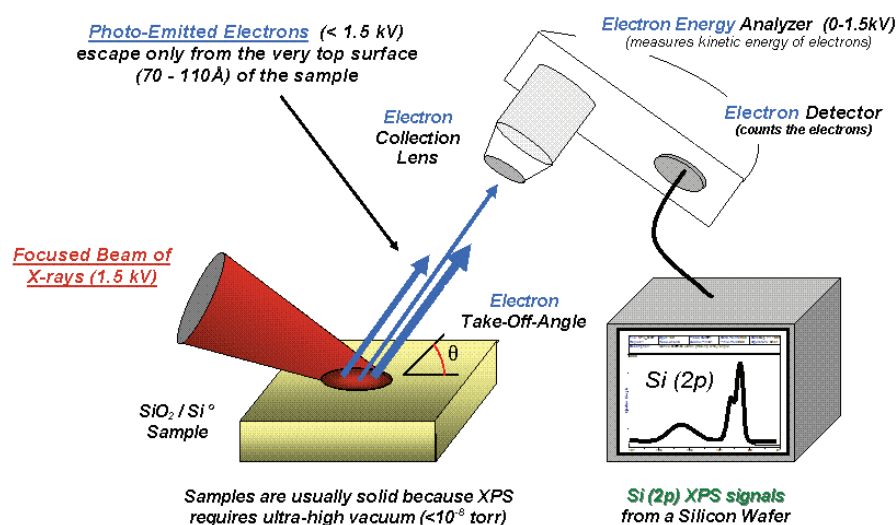 Photo-Emitted Electrons (< 1.5 kV)
escape only from the very top surface
(70 - 110Å) of the sample
Electron Energy Analyzer (0-1.5kV)
(measures kinetic energy of electrons)
Electron
Collection
Lens
Electron Detector
(counts the electrons)
Focused Beam of
X-rays (1.5 kV)
Electron
Take-Off-Angle
θ
SiO₂ / Si°
Sample
Si (2p)
Samples are usually solid because XPS
requires ultra-high vacuum (<10⁻⁸ torr)
Si (2p) XPS signals
from a Silicon Wafer